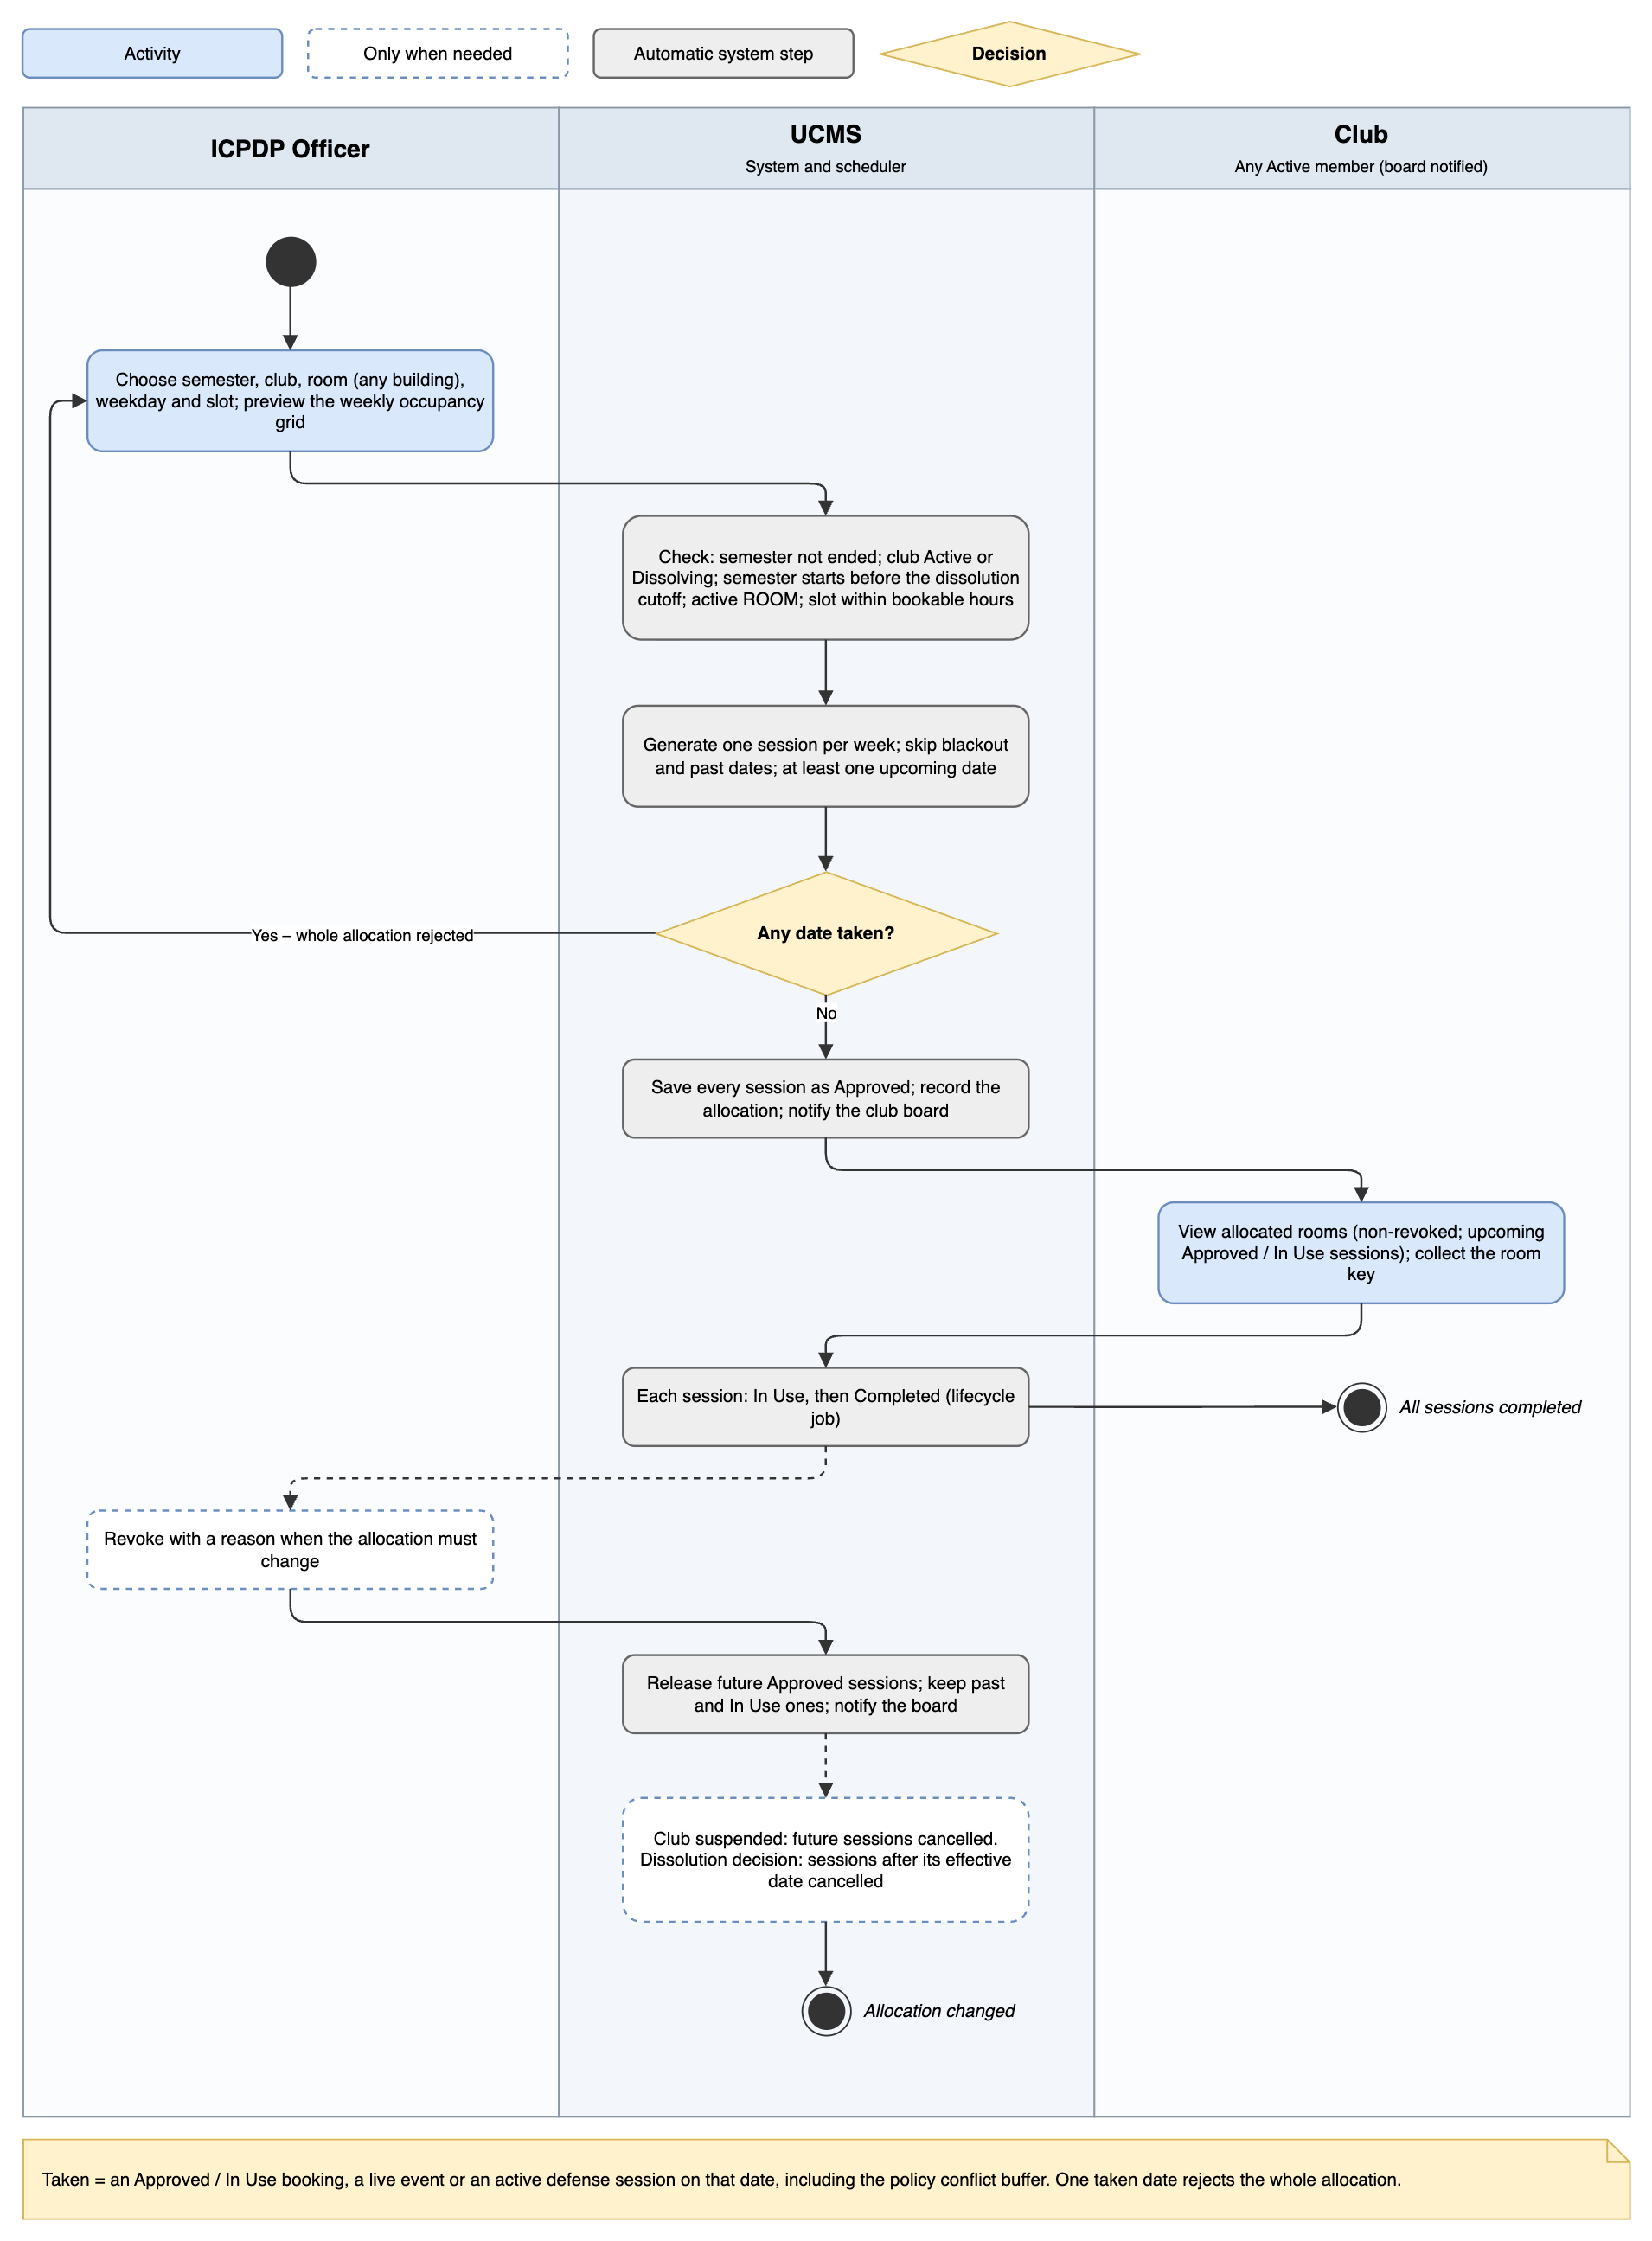 Activity
Only when needed
Automatic system step
Decision
ICPDP Officer
UCMS
System and scheduler
Club
Any Active member (board notified)
Choose semester, club, room (any building),
weekday and slot; preview the weekly occupancy
grid
Check: semester not ended; club Active or
Dissolving; semester starts before the dissolution
cutoff; active ROOM; slot within bookable hours
Generate one session per week; skip blackout
and past dates; at least one upcoming date
Any date taken?
Yes – whole allocation rejected
No
Save every session as Approved; record the
allocation; notify the club board
View allocated rooms (non-revoked; upcoming
Approved / In Use sessions); collect the room
key
Each session: In Use, then Completed (lifecycle
job)
All sessions completed
Revoke with a reason when the allocation must
change
Release future Approved sessions; keep past
and In Use ones; notify the board
Club suspended: future sessions cancelled.
Dissolution decision: sessions after its effective
date cancelled
Allocation changed
Taken = an Approved / In Use booking, a live event or an active defense session on that date, including the policy conflict buffer. One taken date rejects the whole allocation.